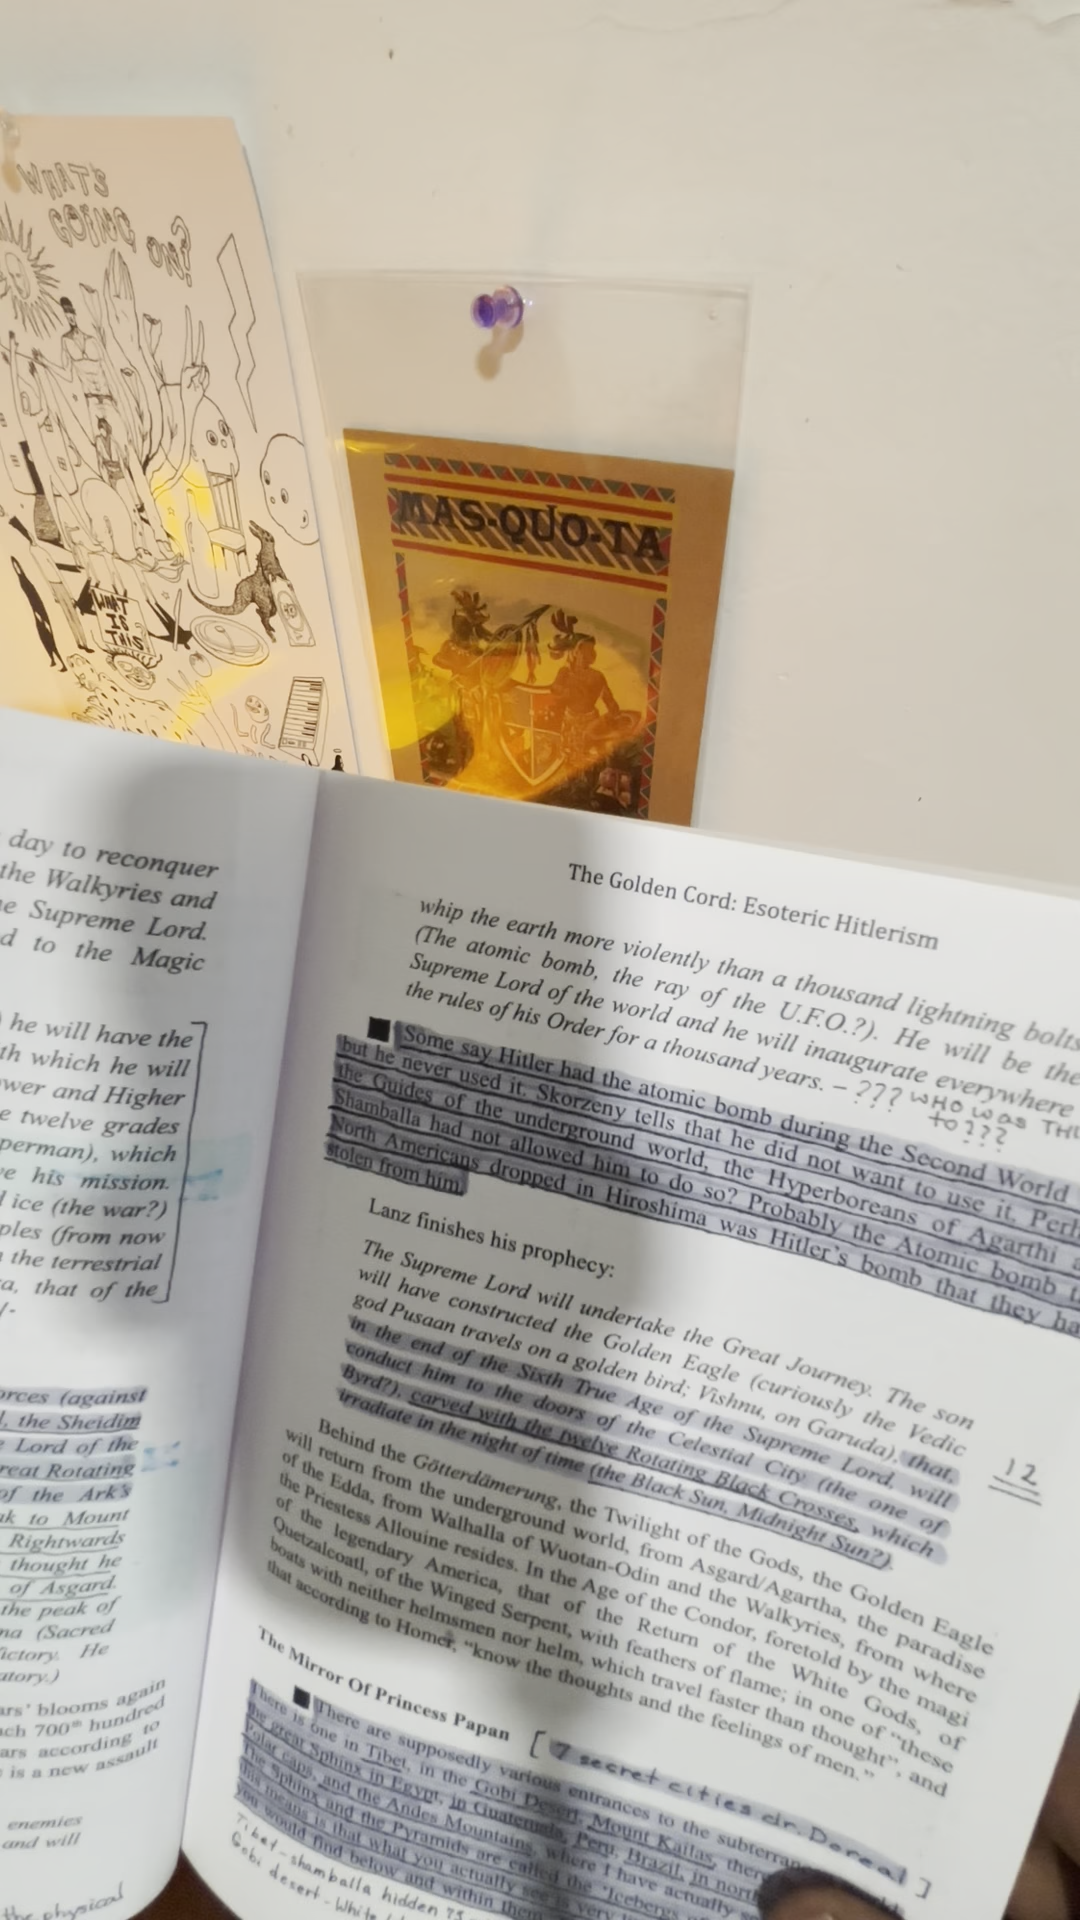 WHATS
GOING
ON?
WHAT
IS
THIS
MAS-QUO-TA
day to reconquer
the Walkyries and
e Supreme Lord.
d to the Magic
he will have the
th which he will
wer and Higher
e twelve grades
perman), which
ve his mission.
l ice (the war?)
ples (from now
the terrestrial
a, that of the
orces (against
l, the Sheidim
Lord of the
reat Rotating
of the Ark's
ak to Mount
Rightwards
thought he
of Asgard.
the peak of
na (Sacred
ictory. He
atory.)
ars' blooms again
ach 700th hundred
ars according to
is a new assault
enemies
and will
the physical
The Golden Cord: Esoteric Hitlerism
whip the earth more violently than a thousand lightning bolts
(The atomic bomb, the ray of the U.F.O.?). He will be the
Supreme Lord of the world and he will inaugurate everywhere
the rules of his Order for a thousand years. – ??? WHO WAS THU
to???
Some say Hitler had the atomic bomb during the Second World
but he never used it. Skorzeny tells that he did not want to use it. Perh
the Guides of the underground world, the Hyperboreans of Agarthi a
Shamballa had not allowed him to do so? Probably the Atomic bomb t
North Americans dropped in Hiroshima was Hitler's bomb that they ha
stolen from him.
Lanz finishes his prophecy:
The Supreme Lord will undertake the Great Journey. The son
will have constructed the Golden Eagle (curiously the Vedic
god Pusaan travels on a golden bird; Vishnu, on Garuda), that,
in the end of the Sixth True Age of the Supreme Lord, will
conduct him to the doors of the Celestial City (the one of
Byrd?), carved with the twelve Rotating Black Crosses, which
irradiate in the night of time (the Black Sun, Midnight Sun?).
12
Behind the Götterdämerung, the Twilight of the Gods, the Golden Eagle
will return from the underground world, from Asgard/Agartha, the paradise
of the Edda, from Walhalla of Wuotan-Odin and the Walkyries, from where
the Priestess Allouine resides. In the Age of the Condor, foretold by the magi
of the legendary America, that of the Return of the White Gods, of
Quetzalcoatl, of the Winged Serpent, with feathers of flame; in one of "these
boats with neither helmsmen nor helm, which travel faster than thought", and
that according to Homer, "know the thoughts and the feelings of men."
The Mirror Of Princess Papan [7 secret cities clr. Doreal]
There are supposedly various entrances to the subterran
There is one in Tibet, in the Gobi Desert, Mount Kailas, there
the great Sphinx in Egypt, in Guatemala, Peru, Brazil, in north
Polar caps, and the Andes Mountains, where I have actually
The Sphinx and the Pyramids are called the "Icebergs
this means is that what you actually see is very
you would find below and within them
Tibet - shamballa hidden 75
Gobi desert - White